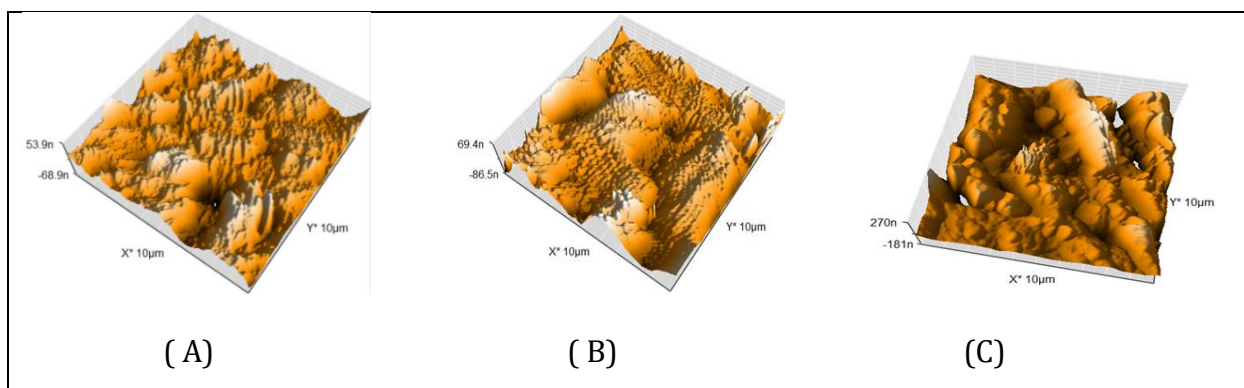 53.9n
-68.9n
X* 10µm
Y* 10µm
69.4n
-86.5n
X* 10µm
Y* 10µm
270n
-181n
X* 10µm
Y* 10µm
( A)
( B)
(C)